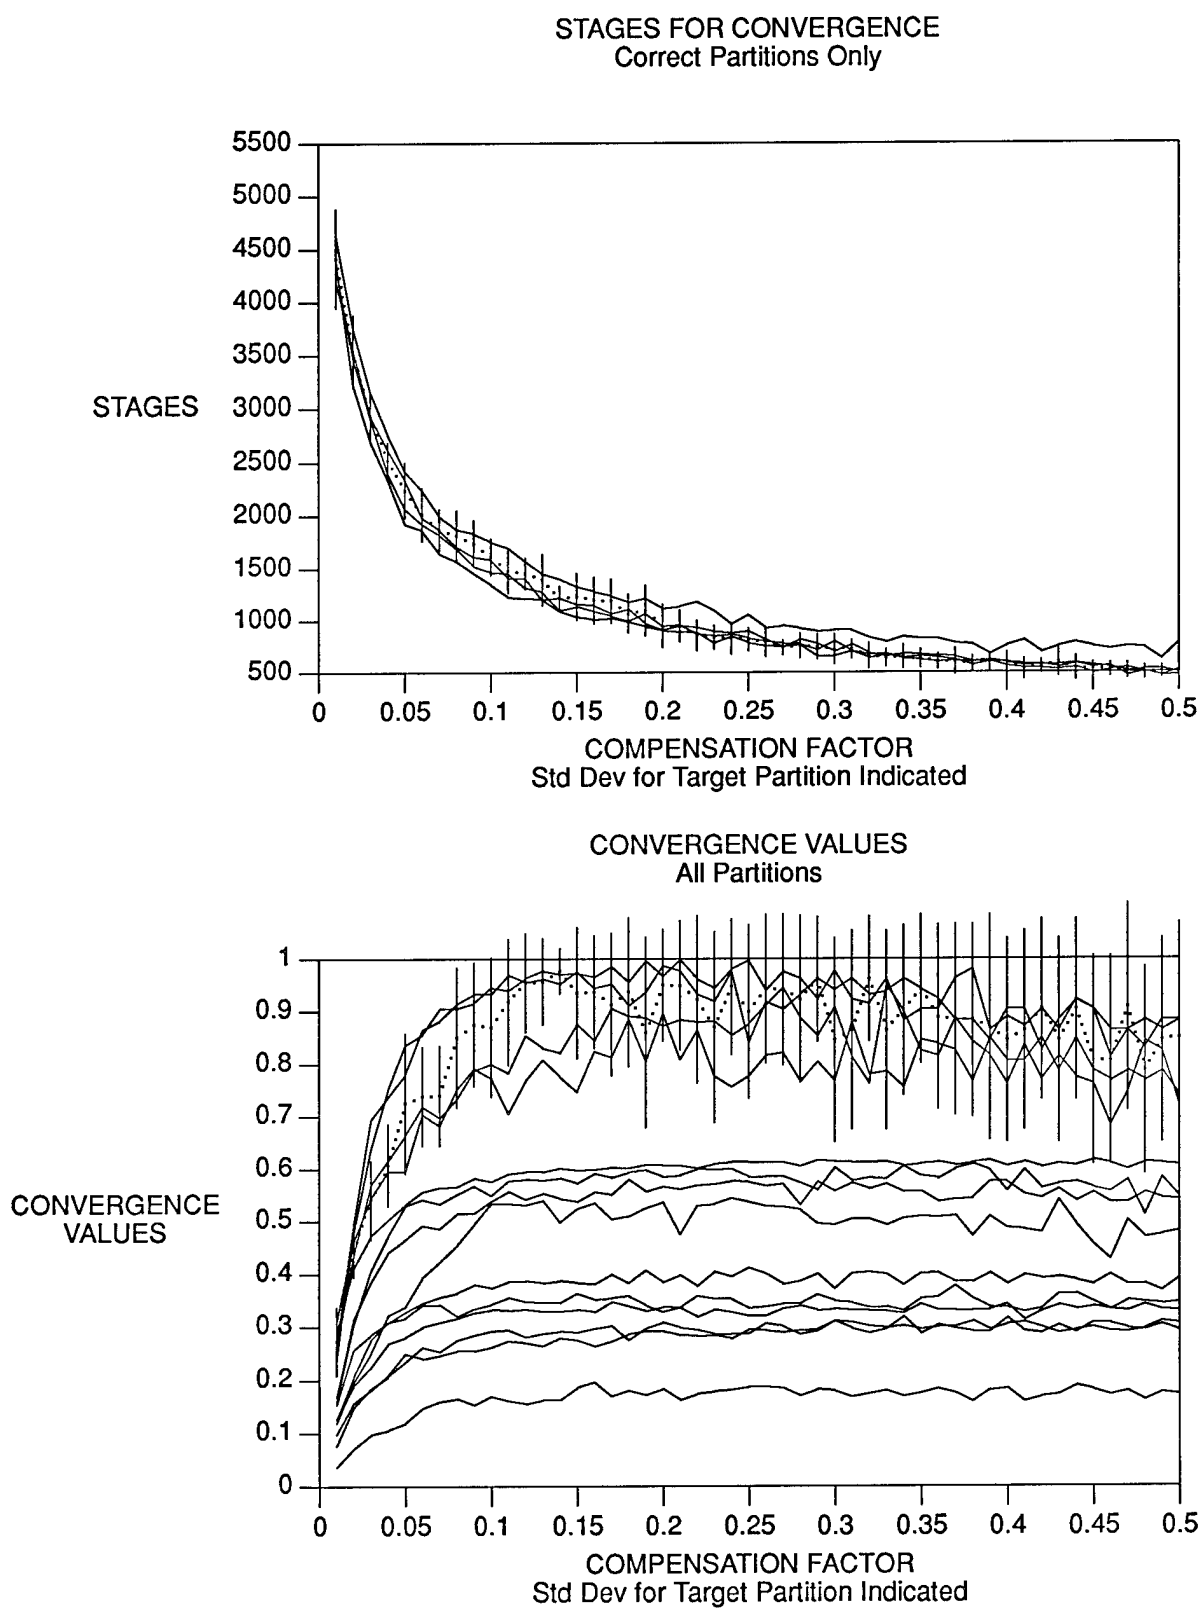 STAGES FOR CONVERGENCE
Correct Partitions Only
5500
5000
4500
4000
3500
STAGES 3000
2500
2000
1500
1000
500
0 0.05 0.1 0.15 0.2 0.25 0.3 0.35 0.4 0.45 0.5
COMPENSATION FACTOR
Std Dev for Target Partition Indicated
CONVERGENCE VALUES
All Partitions
1
0.9
0.8
0.7
0.6
CONVERGENCE
VALUES
0.5
0.4
0.3
0.2
0.1
0
0 0.05 0.1 0.15 0.2 0.25 0.3 0.35 0.4 0.45 0.5
COMPENSATION FACTOR
Std Dev for Target Partition Indicated